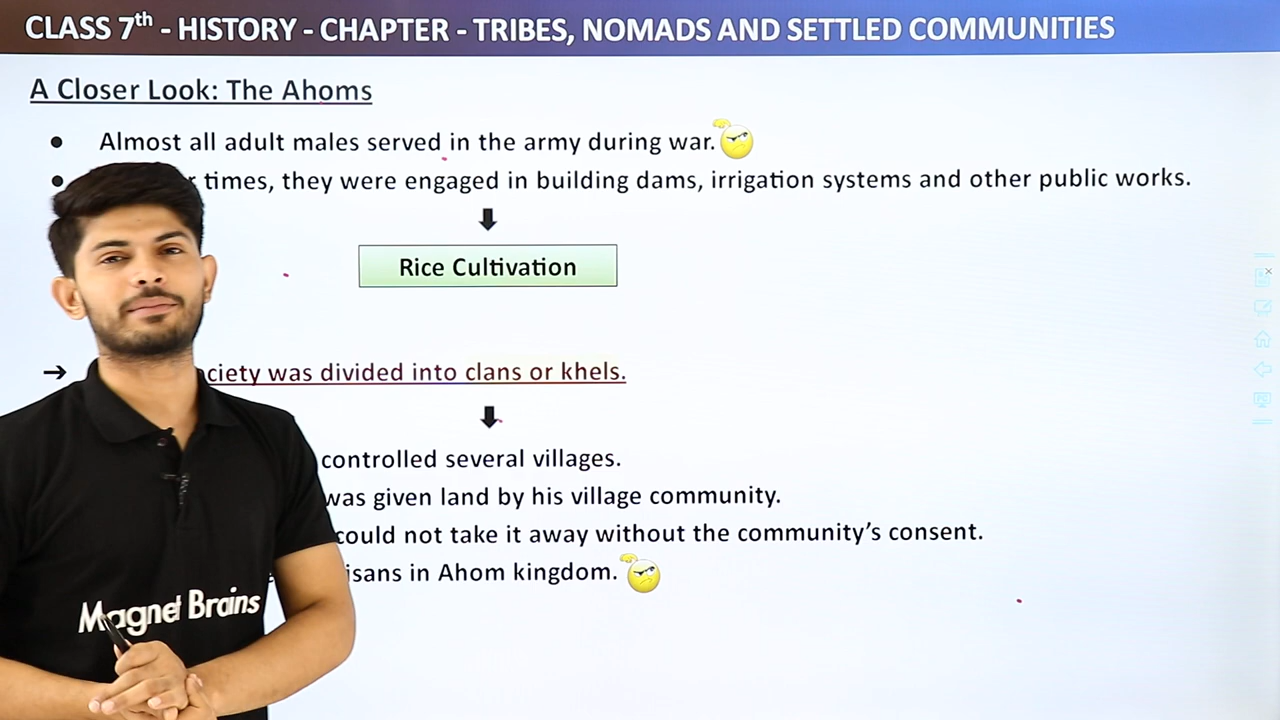 CLASS 7th - HISTORY - CHAPTER - TRIBES, NOMADS AND SETTLED COMMUNITIES
A Closer Look: The Ahoms
● Almost all adult males served in the army during war.
● times, they were engaged in building dams, irrigation systems and other public works.
Rice Cultivation
➔ was divided into clans or khels.
controlled several villages.
was given land by his village community.
could not take it away without the community's consent.
in Ahom kingdom.
Magnet Brains